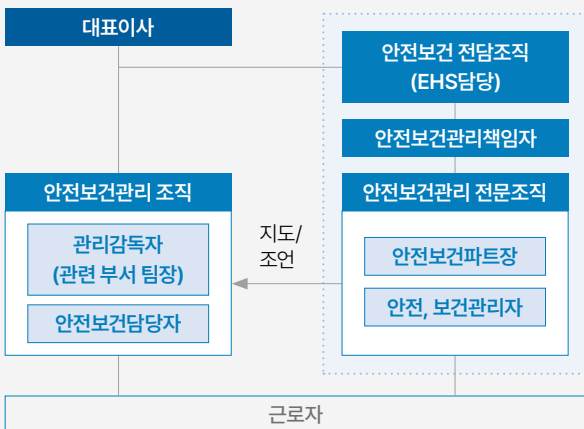 대표이사
안전보건 전담조직
(EHS담당)
안전보건관리책임자
안전보건관리 조직
관리감독자
(관련 부서 팀장)
안전보건담당자
지도/
조언
안전보건관리 전문조직
안전보건파트장
안전, 보건관리자
근로자